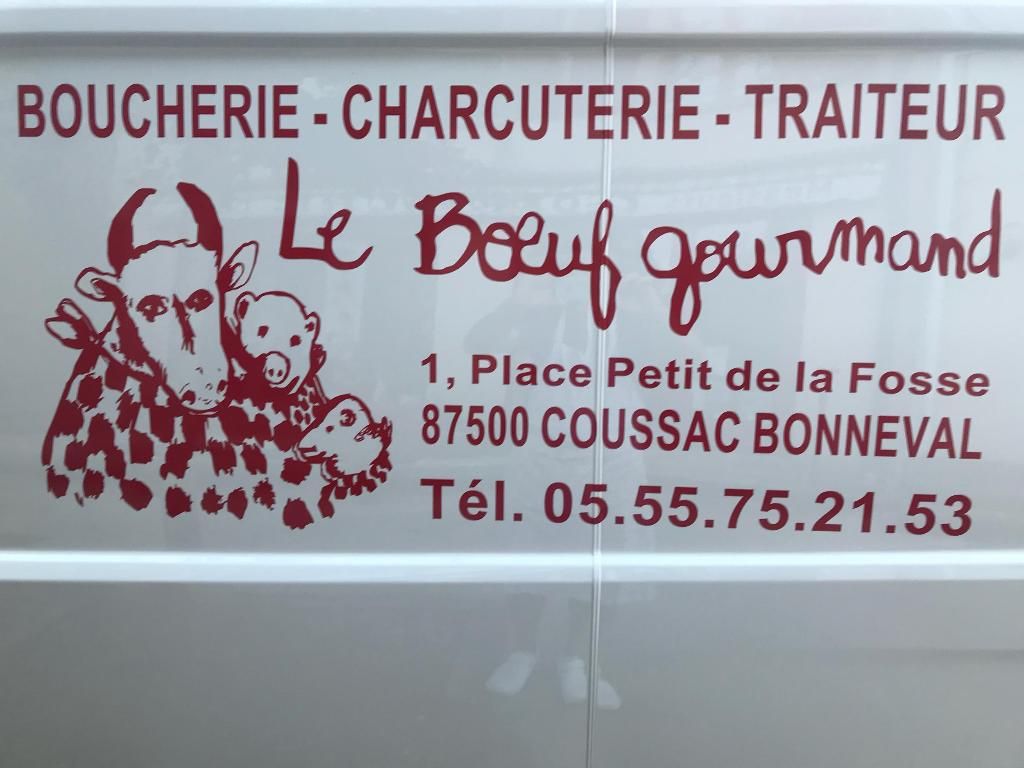 BOUCHERIE - CHARCUTERIE - TRAITEUR
Le Boeuf gourmand
1, Place Petit de la Fosse
87500 COUSSAC BONNEVAL
Tél. 05.55.75.21.53